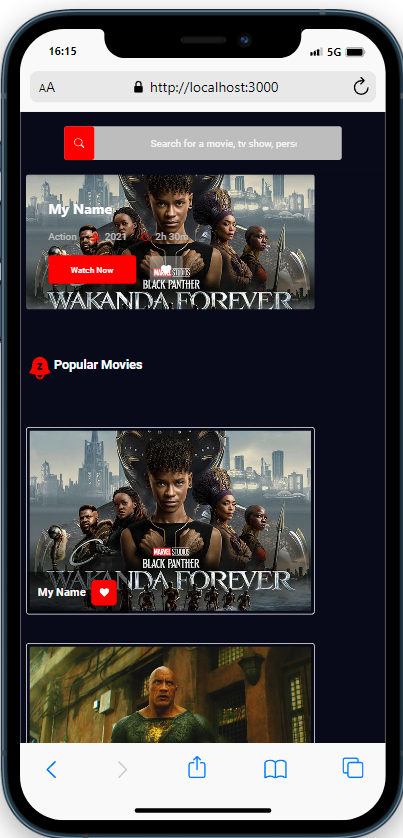 16:15
5G
AA
http://localhost:3000
Search for a movie, tv show, pers
My Name
Action
2021
2h 30m
Watch Now
MARVEL STUDIOS
BLACK PANTHER
WAKANDA FOREVER
z
Popular Movies
MARVEL STUDIOS
BLACK PANTHER
WAKANDA FOREVER
My Name